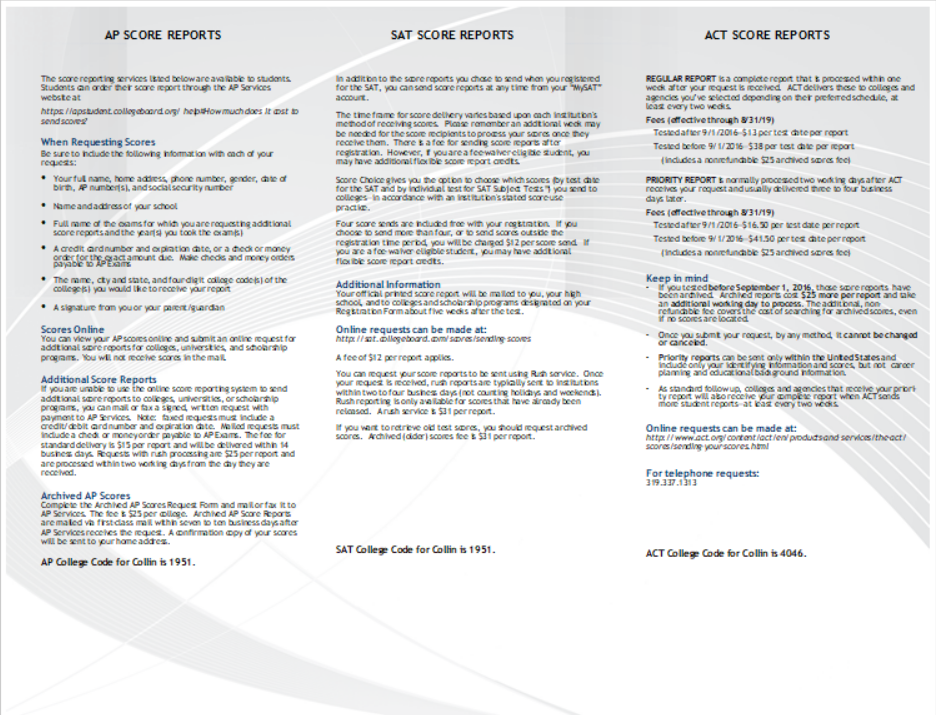 AP SCORE REPORTS
The score reporting services listed below are available to students.
Students can order their score report through the AP Services
website at
https://apstudent.collegeboard.org/ help#How much does it cost to
send scores?
When Requesting Scores
Be sure to include the following information with each of your
requests:
• Your full name, home address, phone number, gender, date of
birth, AP number(s), and social security number
• Name and address of your school
• Full name of the exams for which you are requesting additional
score reports and the year(s) you took the exam(s)
• A credit card number and expiration date, or a check or money
order for the exact amount due. Make checks and money orders
payable to AP Exams
• The name, city and state, and four-digit college code(s) of the
college(s) you would like to receive your report
• A signature from you or your parent/guardian
Scores Online
You can view your AP scores online and submit an online request for
additional score reports for colleges, universities, and scholarship
programs. You will not receive scores in the mail.
Additional Score Reports
If you are unable to use the online score reporting system to send
additional score reports to colleges, universities, or scholarship
programs, you can mail or fax a signed, written request with
payment to AP Services. Note: faxed requests must include a
credit/debit card number and expiration date. Mailed requests must
include a check or money order payable to AP Exams. The fee for
standard delivery is $15 per report and will be delivered within 14
business days. Requests with rush processing are $25 per report and
are processed within two working days from the day they are
received.
Archived AP Scores
Complete the Archived AP Scores Request Form and mail or fax it to
AP Services. The fee is $25 per college. Archived AP Score Reports
are mailed via first-class mail within seven to ten business days after
AP Services receives the request. A confirmation copy of your scores
will be sent to your home address.
AP College Code for Collin is 1951.
SAT SCORE REPORTS
In addition to the score reports you chose to send when you registered
for the SAT, you can send score reports at any time from your "MySAT"
account.
The time frame for score delivery varies based upon each institution's
method of receiving scores. Please remember an additional week may
be needed for the score recipients to process your scores once they
receive them. There is a fee for sending score reports after
registration. However, if you are a fee-waiver-eligible student, you
may have additional flexible score report credits.
Score Choice gives you the option to choose which scores (by test date
for the SAT and by individual test for SAT Subject Tests™) you send to
colleges—in accordance with an institution's stated score-use
practice.
Four score sends are included free with your registration. If you
choose to send more than four, or to send scores outside the
registration time period, you will be charged $12 per score send. If
you are a fee-waiver eligible student, you may have additional
flexible score report credits.
Additional Information
Your official printed score report will be mailed to you, your high
school, and to colleges and scholarship programs designated on your
Registration Form about five weeks after the test.
Online requests can be made at:
http://sat.collegeboard.com/scores/sending-scores
A fee of $12 per report applies.
You can request your score reports to be sent using Rush service. Once
your request is received, rush reports are typically sent to institutions
within two to four business days (not counting holidays and weekends).
Rush reporting is only available for scores that have already been
released. A rush service is $31 per report.
If you want to retrieve old test scores, you should request archived
scores. Archived (older) scores fee is $31 per report.
SAT College Code for Collin is 1951.
ACT SCORE REPORTS
REGULAR REPORT is a complete report that is processed within one
week after your request is received. ACT delivers these to colleges and
agencies you've selected depending on their preferred schedule, at
least every two weeks.
Fees (effective through 8/31/19)
Tested after 9/1/2016—$13 per test date per report
Tested before 9/1/2016—$38 per test date per report
(includes a nonrefundable $25 archived scores fee)
PRIORITY REPORT is normally processed two working days after ACT
receives your request and usually delivered three to four business
days later.
Fees (effective through 8/31/19)
Tested after 9/1/2016—$16.50 per test date per report
Tested before 9/1/2016—$41.50 per test date per report
(includes a nonrefundable $25 archived scores fee)
Keep in mind
- If you tested before September 1, 2016, those score reports have
been archived. Archived reports cost $25 more per report and take
an additional working day to process. The additional, non-
refundable fee covers the cost of searching for archived scores, even
if no scores are located.
- Once you submit your request, by any method, it cannot be changed
or canceled.
- Priority reports can be sent only within the United States and
include only your identifying information and scores, but not career
planning and educational background information.
- As standard follow up, colleges and agencies that receive your priori-
ty report will also receive your complete report when ACT sends
more student reports—at least every two weeks.
Online requests can be made at:
http://www.act.org/content/act/en/products-and-services/the-act/
scores/sending-your-scores.html
For telephone requests:
319.337.1313
ACT College Code for Collin is 4046.